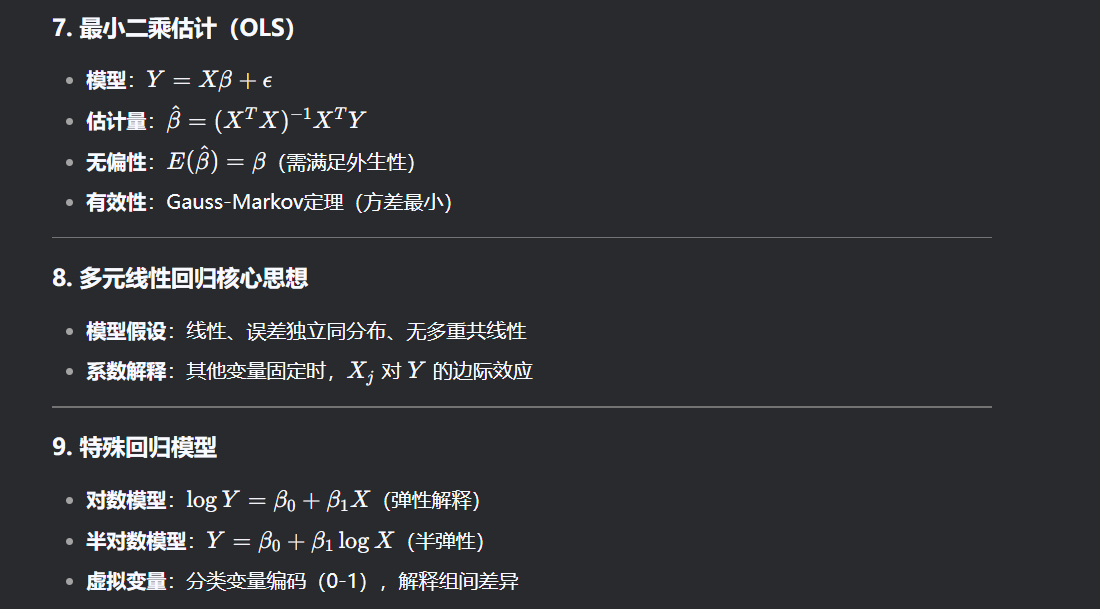 7. 最小二乘估计（OLS）
• 模型：Y = Xβ + ϵ
• 估计量：β̂ = (XᵀX)⁻¹XᵀY
• 无偏性：E(β̂) = β（需满足外生性）
• 有效性：Gauss-Markov定理（方差最小）
8. 多元线性回归核心思想
• 模型假设：线性、误差独立同分布、无多重共线性
• 系数解释：其他变量固定时，Xⱼ 对 Y 的边际效应
9. 特殊回归模型
• 对数模型：log Y = β₀ + β₁X（弹性解释）
• 半对数模型：Y = β₀ + β₁ log X（半弹性）
• 虚拟变量：分类变量编码（0-1），解释组间差异